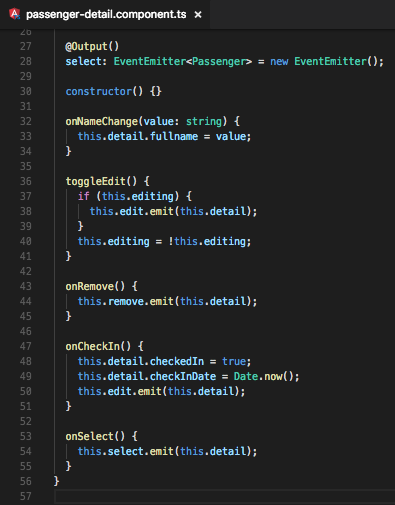 passenger-detail.component.ts ×
26
27 @Output()
28 select: EventEmitter<Passenger> = new EventEmitter();
29
30 constructor() {}
31
32 onNameChange(value: string) {
33 this.detail.fullname = value;
34 }
35
36 toggleEdit() {
37 if (this.editing) {
38 this.edit.emit(this.detail);
39 }
40 this.editing = !this.editing;
41 }
42
43 onRemove() {
44 this.remove.emit(this.detail);
45 }
46
47 onCheckIn() {
48 this.detail.checkedIn = true;
49 this.detail.checkInDate = Date.now();
50 this.edit.emit(this.detail);
51 }
52
53 onSelect() {
54 this.select.emit(this.detail);
55 }
56 }
57